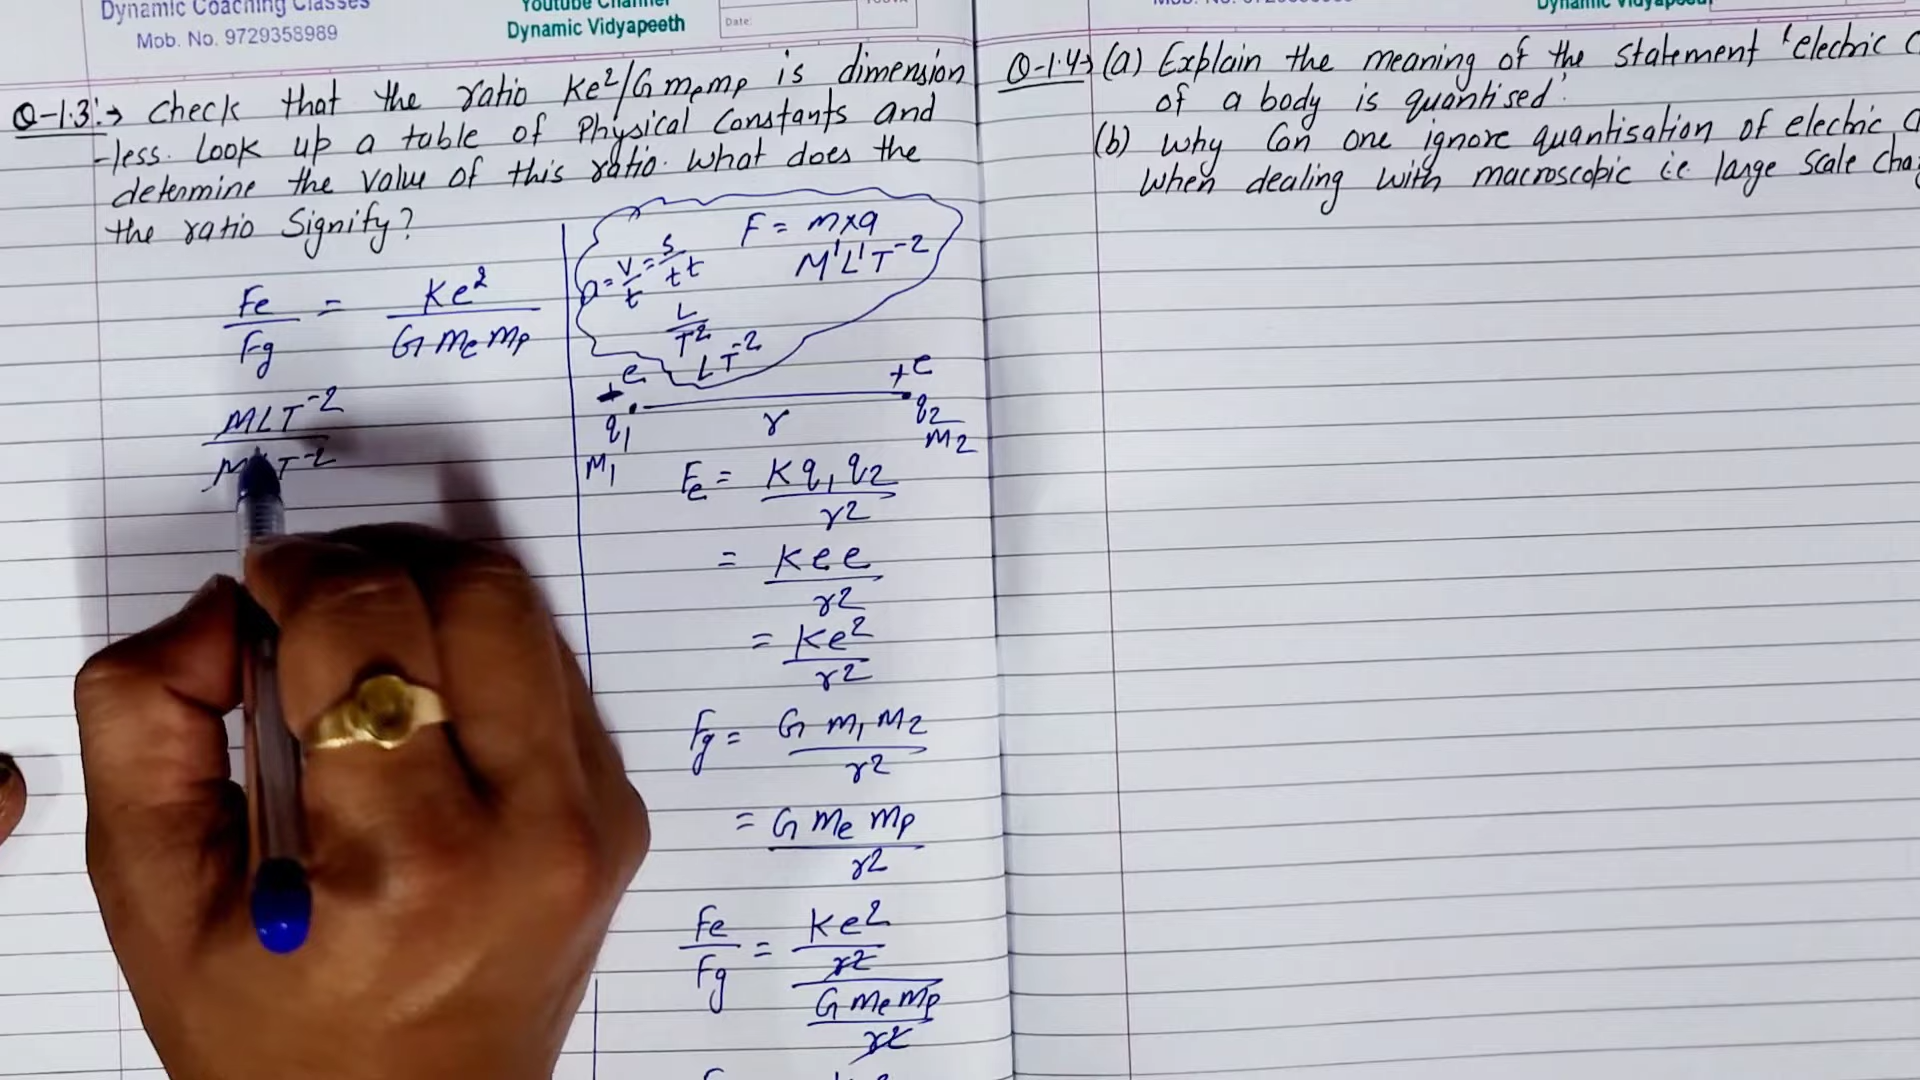 Dynamic Coaching Classes
Mob. No. 9729358989
Youtube Channel
Dynamic Vidyapeeth
Date:
Q-1.3:→ Check that the ratio Ke²/G memp is dimension
-less. Look up a table of Physical Constants and
determine the value of this ratio. What does the
the ratio Signify?
Fe/Fg = Ke²/G me mp
MLT⁻²
T⁻²
F = m×a
M¹L¹T⁻²
a = v/t = s/t t
L/T²
LT⁻²
e
+e
q₁
r
q₂
M₁
M₂
Fe = K q₁ q₂/r²
= K e e/r²
= Ke²/r²
Fg = G m₁ M₂/r²
= G me mp/r²
Fe/Fg = Ke²/r²
G me mp/r²
Dynamic Vidyapeeth
Q-1.4→ (a) Explain the meaning of the statement 'electric
of a body is quantised'.
(b) Why Can one ignore quantisation of electric
When dealing with macroscopic i.e. large Scale